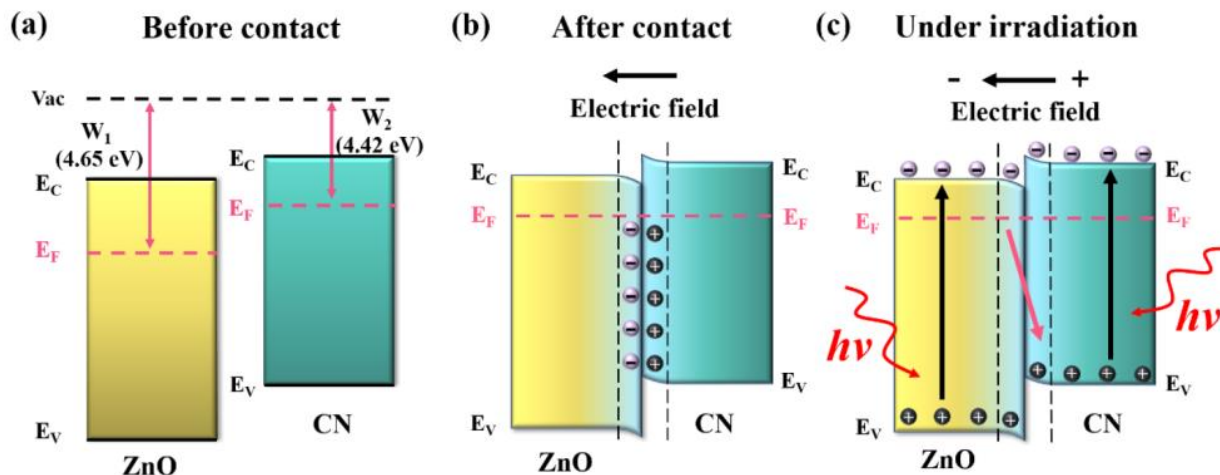 (a) Before contact
Vac
W1
(4.65 eV)
W2
(4.42 eV)
EC
EF
EV
ZnO
EC
EF
EV
CN
(b) After contact
Electric field
EC
EF
EV
ZnO
EC
EF
EV
CN
(c) Under irradiation
- +
Electric field
EC
EF
hν
EV
ZnO
EC
EF
hν
EV
CN